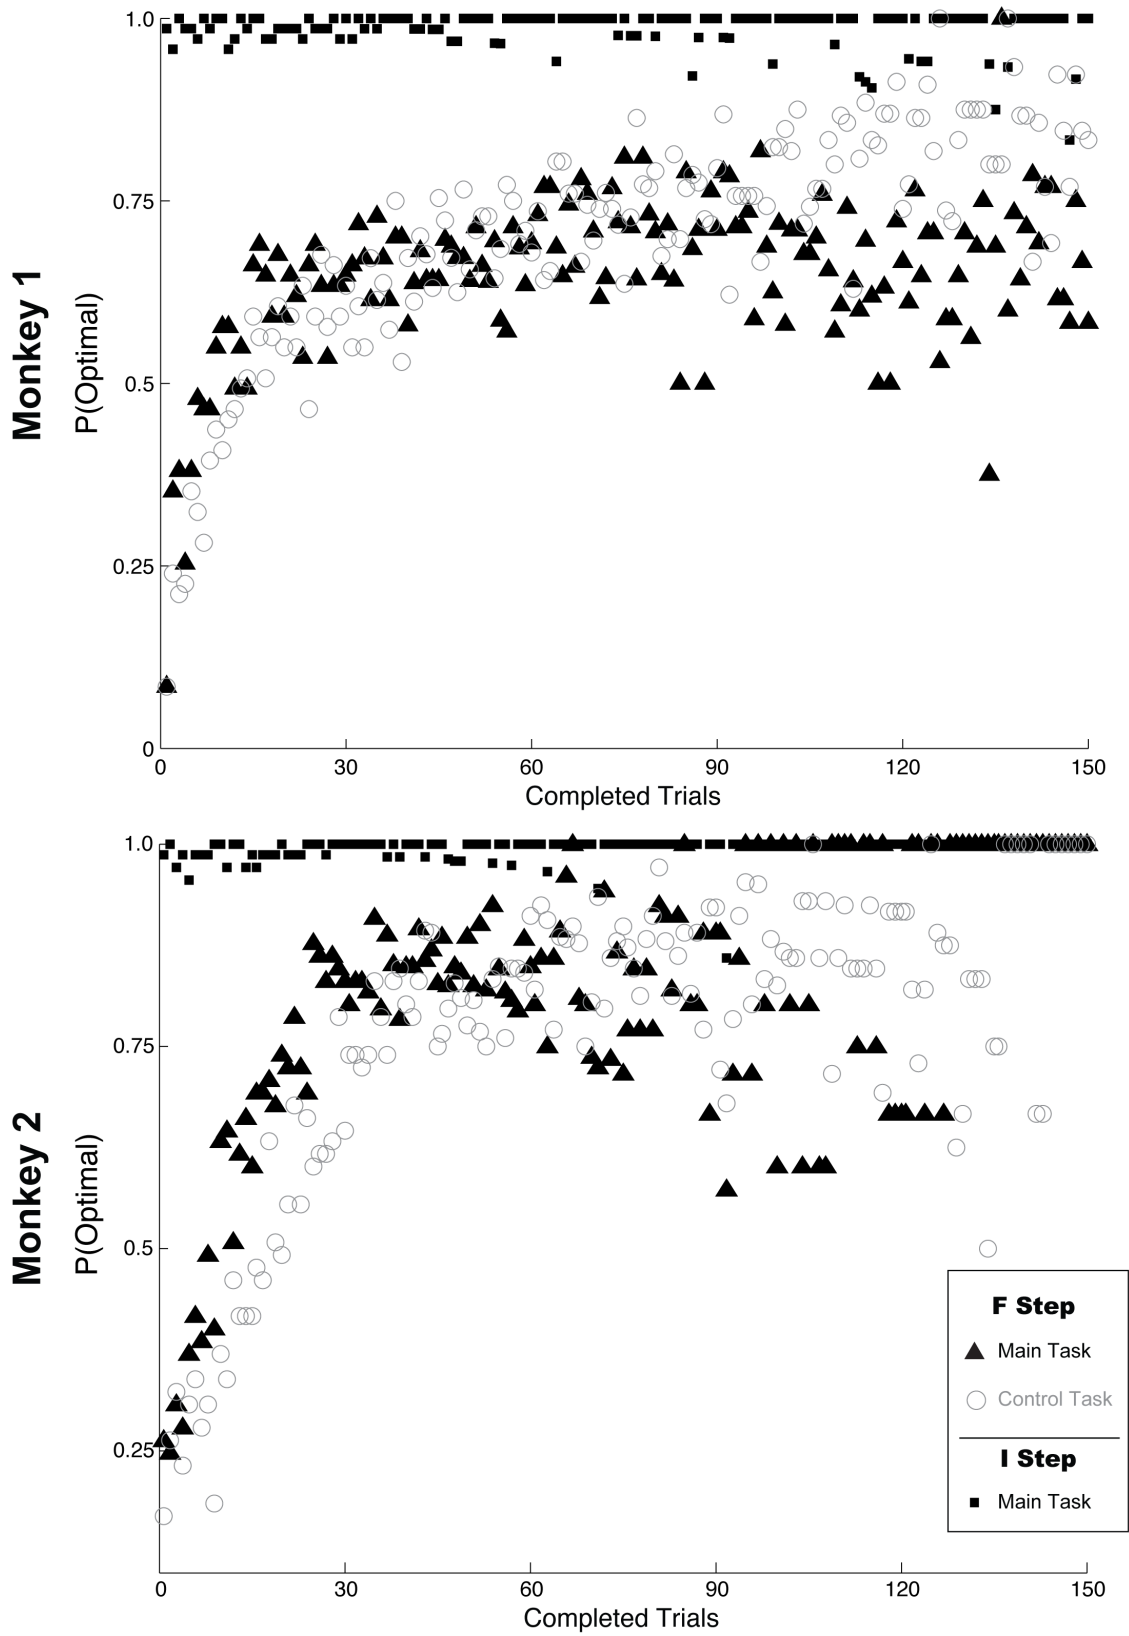 Monkey 1
P(Optimal)
1.0
0.75
0.5
0.25
0
0 30 60 90 120 150
Completed Trials
Monkey 2
P(Optimal)
1.0
0.75
0.5
0.25
0 30 60 90 120 150
Completed Trials
F Step
Main Task
Control Task
I Step
Main Task